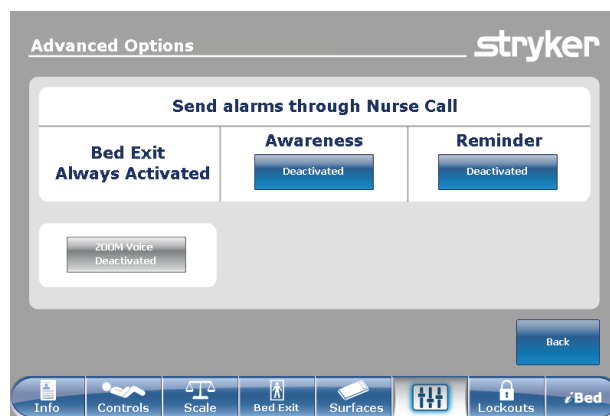 Advanced Options
stryker
Send alarms through Nurse Call
Bed Exit
Always Activated
Awareness
Deactivated
Reminder
Deactivated
200M Voice
Deactivated
Back
Info
Controls
Scale
Bed Exit
Surfaces
Lockouts
iBed